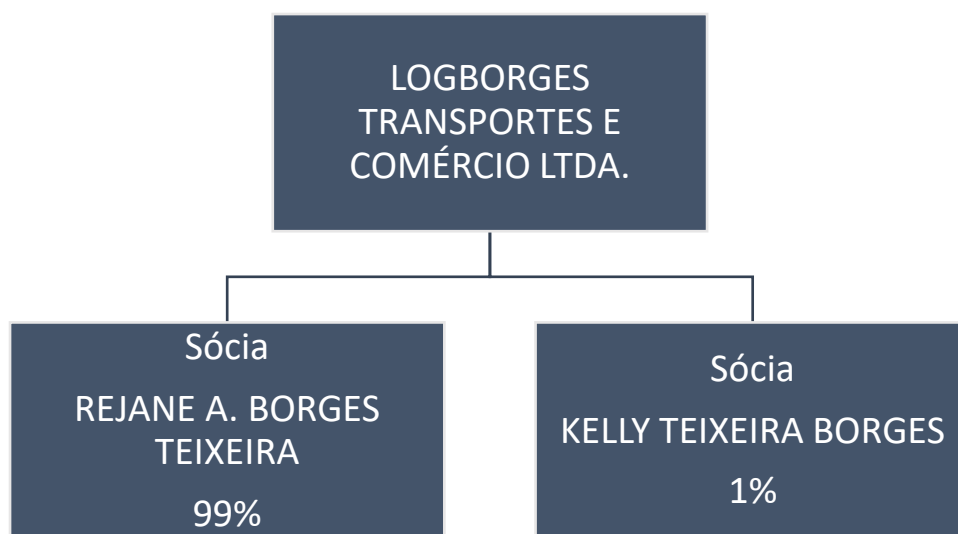 LOGBORGES
TRANSPORTES E
COMÉRCIO LTDA.
Sócia
REJANE A. BORGES
TEIXEIRA
99%
Sócia
KELLY TEIXEIRA BORGES
1%